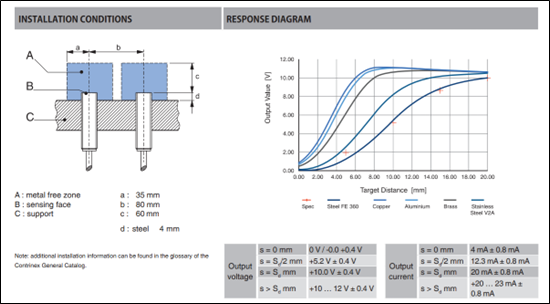 INSTALLATION CONDITIONS
a
b
A
B
C
c
d
A : metal free zone
a : 35 mm
B : sensing face
b : 80 mm
C : support
c : 60 mm
d : steel 4 mm
Note: additional installation information can be found in the glossary of the
Contrinex General Catalog.
RESPONSE DIAGRAM
Output Value [V]
12.00
10.00
8.00
6.00
4.00
2.00
0.00
0.00 2.00 4.00 6.00 8.00 10.00 12.00 14.00 16.00 18.00 20.00
Target Distance [mm]
Spec
Steel FE 360
Copper
Aluminium
Brass
Stainless
Steel V2A
Output
voltage
s = 0 mm 0 V / -0.0 +0.4 V
s = Sd/2 mm +5.2 V ± 0.4 V
s = Sd mm +10.0 V ± 0.4 V
s > Sd mm +10 ... 12 V ± 0.4 V
Output
current
s = 0 mm 4 mA ± 0.8 mA
s = Sd/2 mm 12.3 mA ± 0.8 mA
s = Sd mm 20 mA ± 0.8 mA
s > Sd mm +20 ... 23 mA ±
0.8 mA